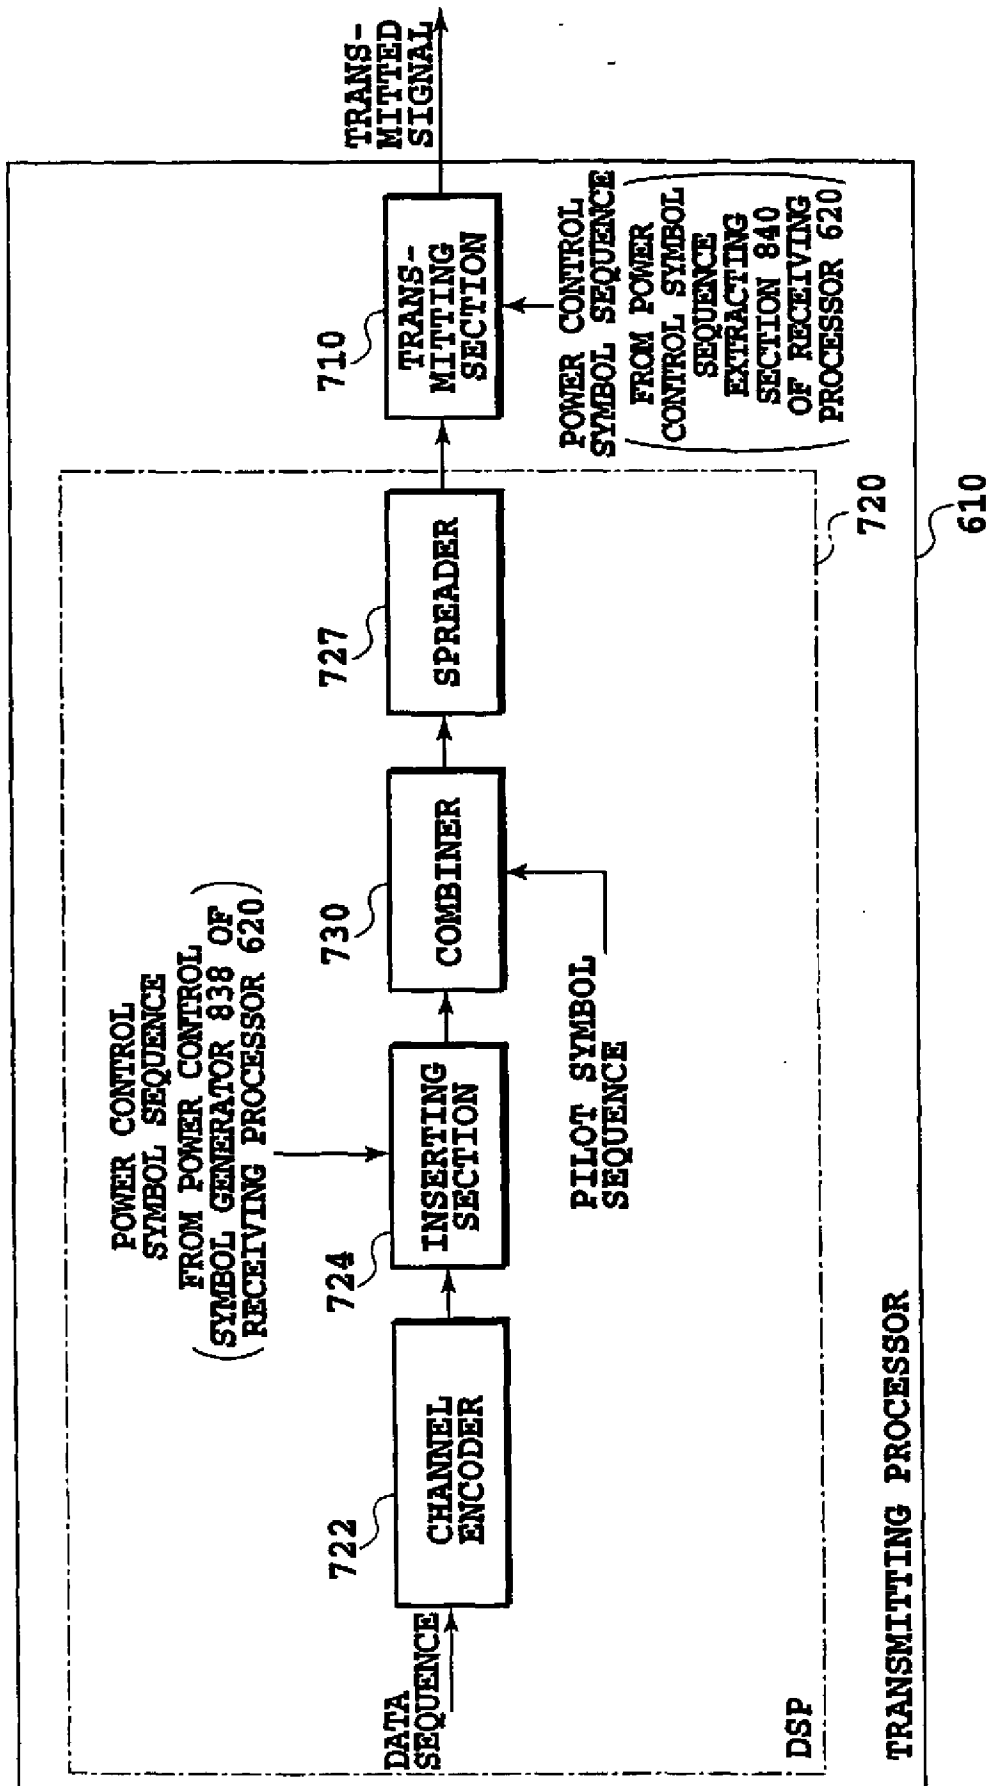 DATA
SEQUENCE
722
CHANNEL
ENCODER
POWER CONTROL
SYMBOL SEQUENCE
FROM POWER CONTROL
SYMBOL GENERATOR 838 OF
RECEIVING PROCESSOR 620
724
INSERTING
SECTION
730
COMBINER
PILOT SYMBOL
SEQUENCE
727
SPREADER
710
TRANS-
MITTING
SECTION
TRANS-
MITTED
SIGNAL
POWER CONTROL
SYMBOL SEQUENCE
FROM POWER
CONTROL SYMBOL
SEQUENCE
EXTRACTING
SECTION 840
OF RECEIVING
PROCESSOR 620
DSP
720
TRANSMITTING PROCESSOR
610